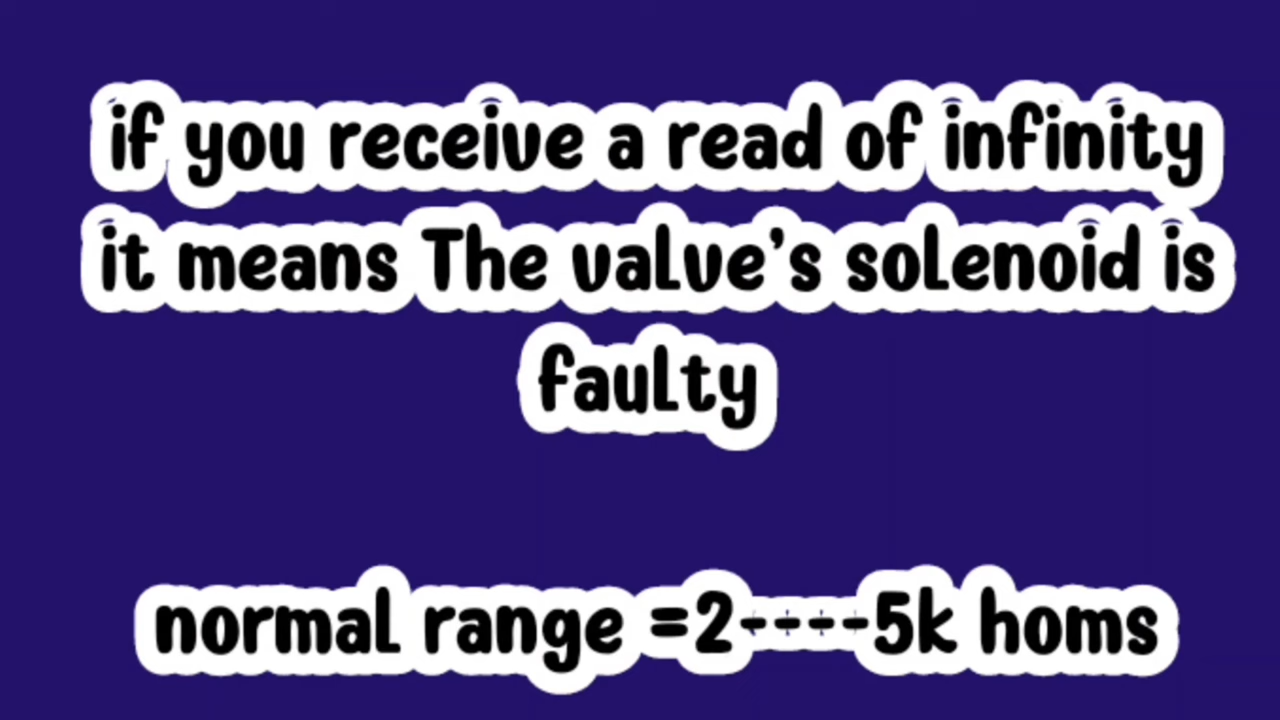 if you receive a read of infinity
it means The valve's solenoid is
faulty
normal range =2----5k homs